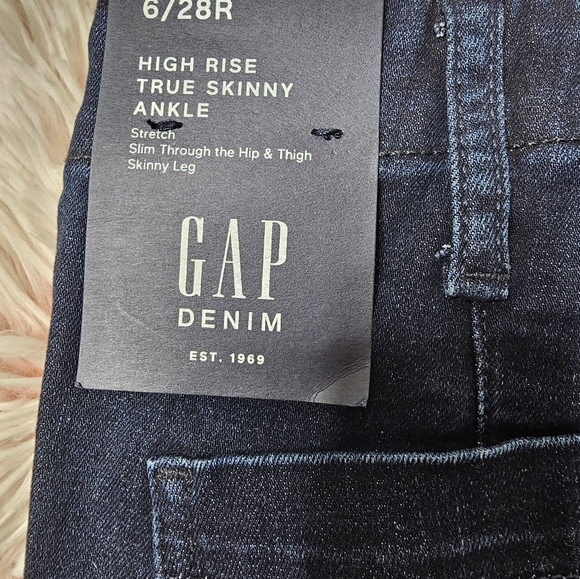 6/28R
HIGH RISE
TRUE SKINNY
ANKLE
Stretch
Slim Through the Hip & Thigh
Skinny Leg
GAP
DENIM
EST. 1969